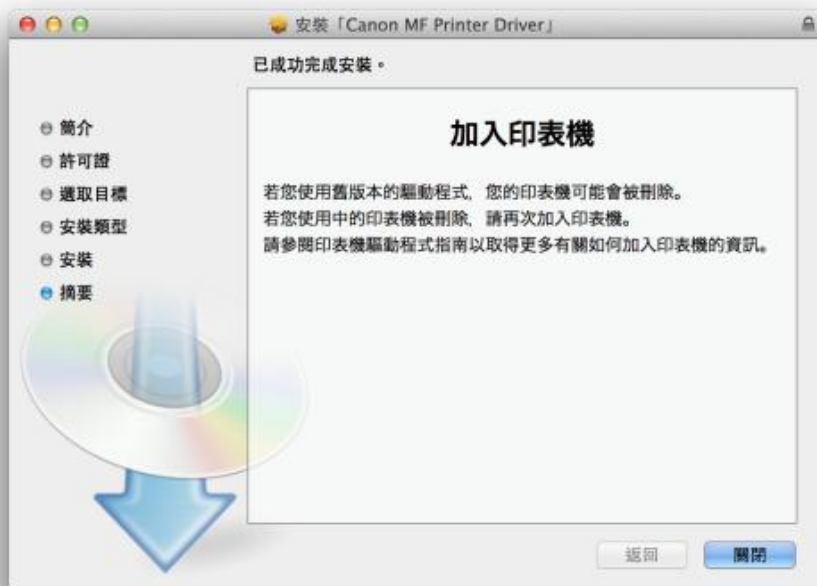 安裝「Canon MF Printer Driver」
已成功完成安裝。
簡介
許可證
選取目標
安裝類型
安裝
摘要
加入印表機
若您使用舊版本的驅動程式，您的印表機可能會被刪除。
若您使用中的印表機被刪除，請再次加入印表機。
請參閱印表機驅動程式指南以取得更多有關如何加入印表機的資訊。
返回
關閉